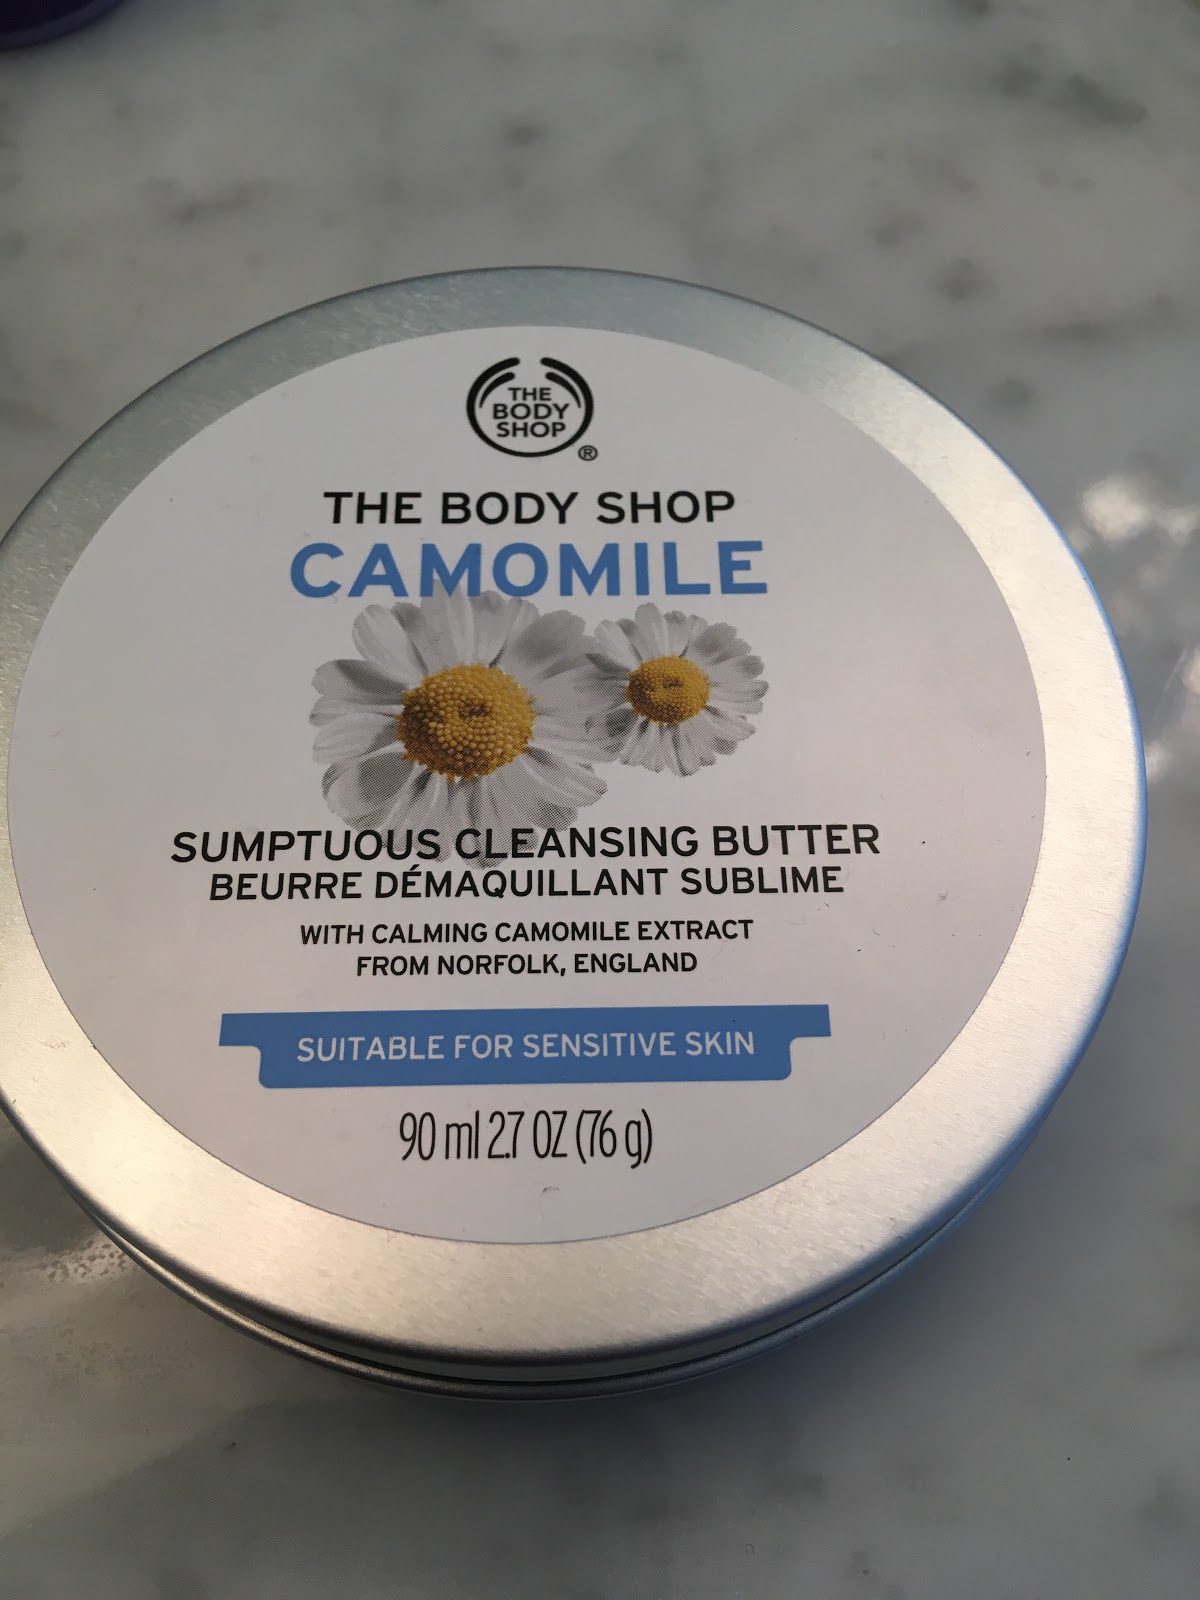 THE
BODY
SHOP
®
THE BODY SHOP
CAMOMILE
SUMPTUOUS CLEANSING BUTTER
BEURRE DÉMAQUILLANT SUBLIME
WITH CALMING CAMOMILE EXTRACT
FROM NORFOLK, ENGLAND
SUITABLE FOR SENSITIVE SKIN
90 ml 2.7 OZ (76 g)